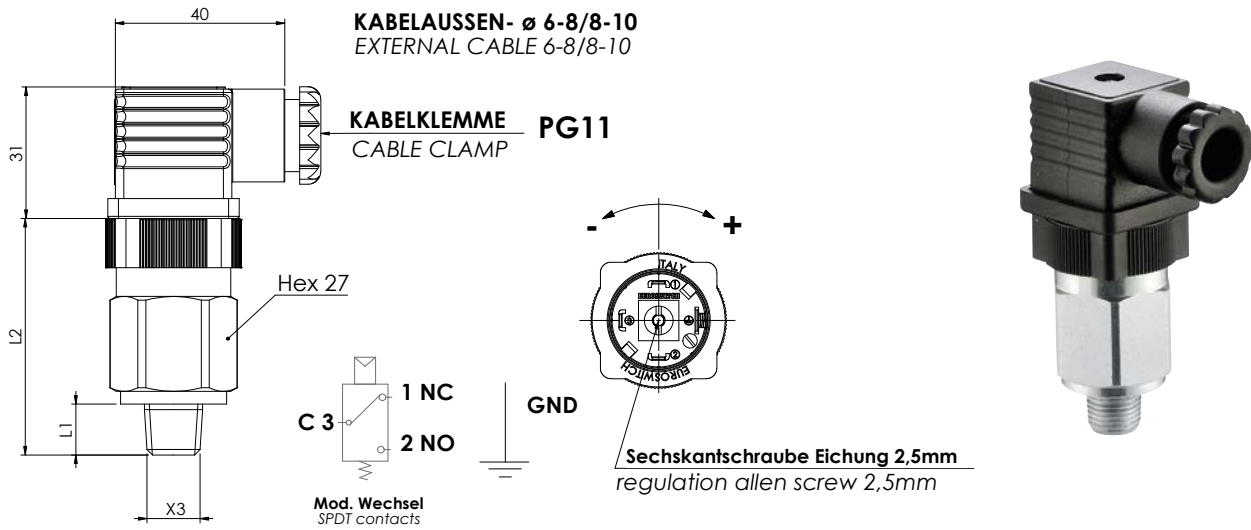 40
KABELAUSSEN- ø 6-8/8-10
EXTERNAL CABLE 6-8/8-10
31
KABELKLEMME
CABLE CLAMP
PG11
- +
Hex 27
L2
ITALY
1
2
EUROSWITCH
L1
C 3
1 NC
2 NO
GND
Sechskantschraube Eichung 2,5mm
regulation allen screw 2,5mm
X3
Mod. Wechsel
SPDT contacts